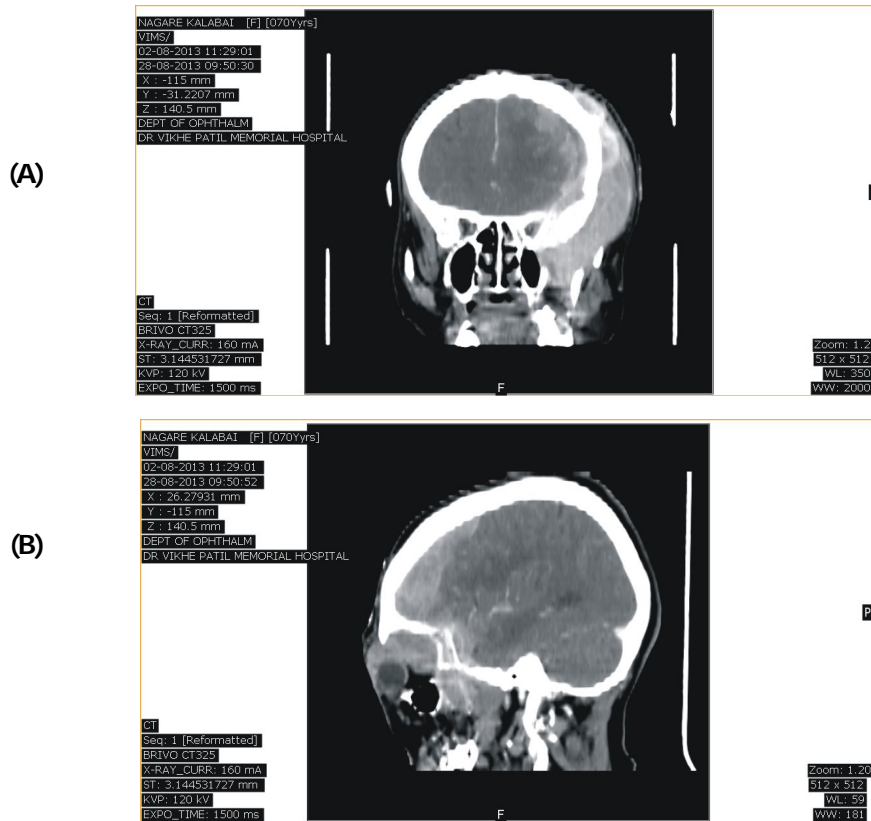 (A)
NAGARE KALABAI [F] [070Yyrs]
VIMS/
02-08-2013 11:29:01
28-08-2013 09:50:30
X : -115 mm
Y : -31.2207 mm
Z : 140.5 mm
DEPT OF OPHTHALM
DR VIKHE PATIL MEMORIAL HOSPITAL
CT
Seq: 1 [Reformatted]
BRIVO CT325
X-RAY_CURR: 160 mA
ST: 3.144531727 mm
KVP: 120 kV
EXPO_TIME: 1500 ms
F
Zoom: 1.2
512 x 512
WL: 350
WW: 2000
(B)
NAGARE KALABAI [F] [070Yyrs]
VIMS/
02-08-2013 11:29:01
28-08-2013 09:50:52
X : 26.27931 mm
Y : -115 mm
Z : 140.5 mm
DEPT OF OPHTHALM
DR VIKHE PATIL MEMORIAL HOSPITAL
P
CT
Seq: 1 [Reformatted]
BRIVO CT325
X-RAY_CURR: 160 mA
ST: 3.144531727 mm
KVP: 120 kV
EXPO_TIME: 1500 ms
F
Zoom: 1.20
512 x 512
WL: 59
WW: 181